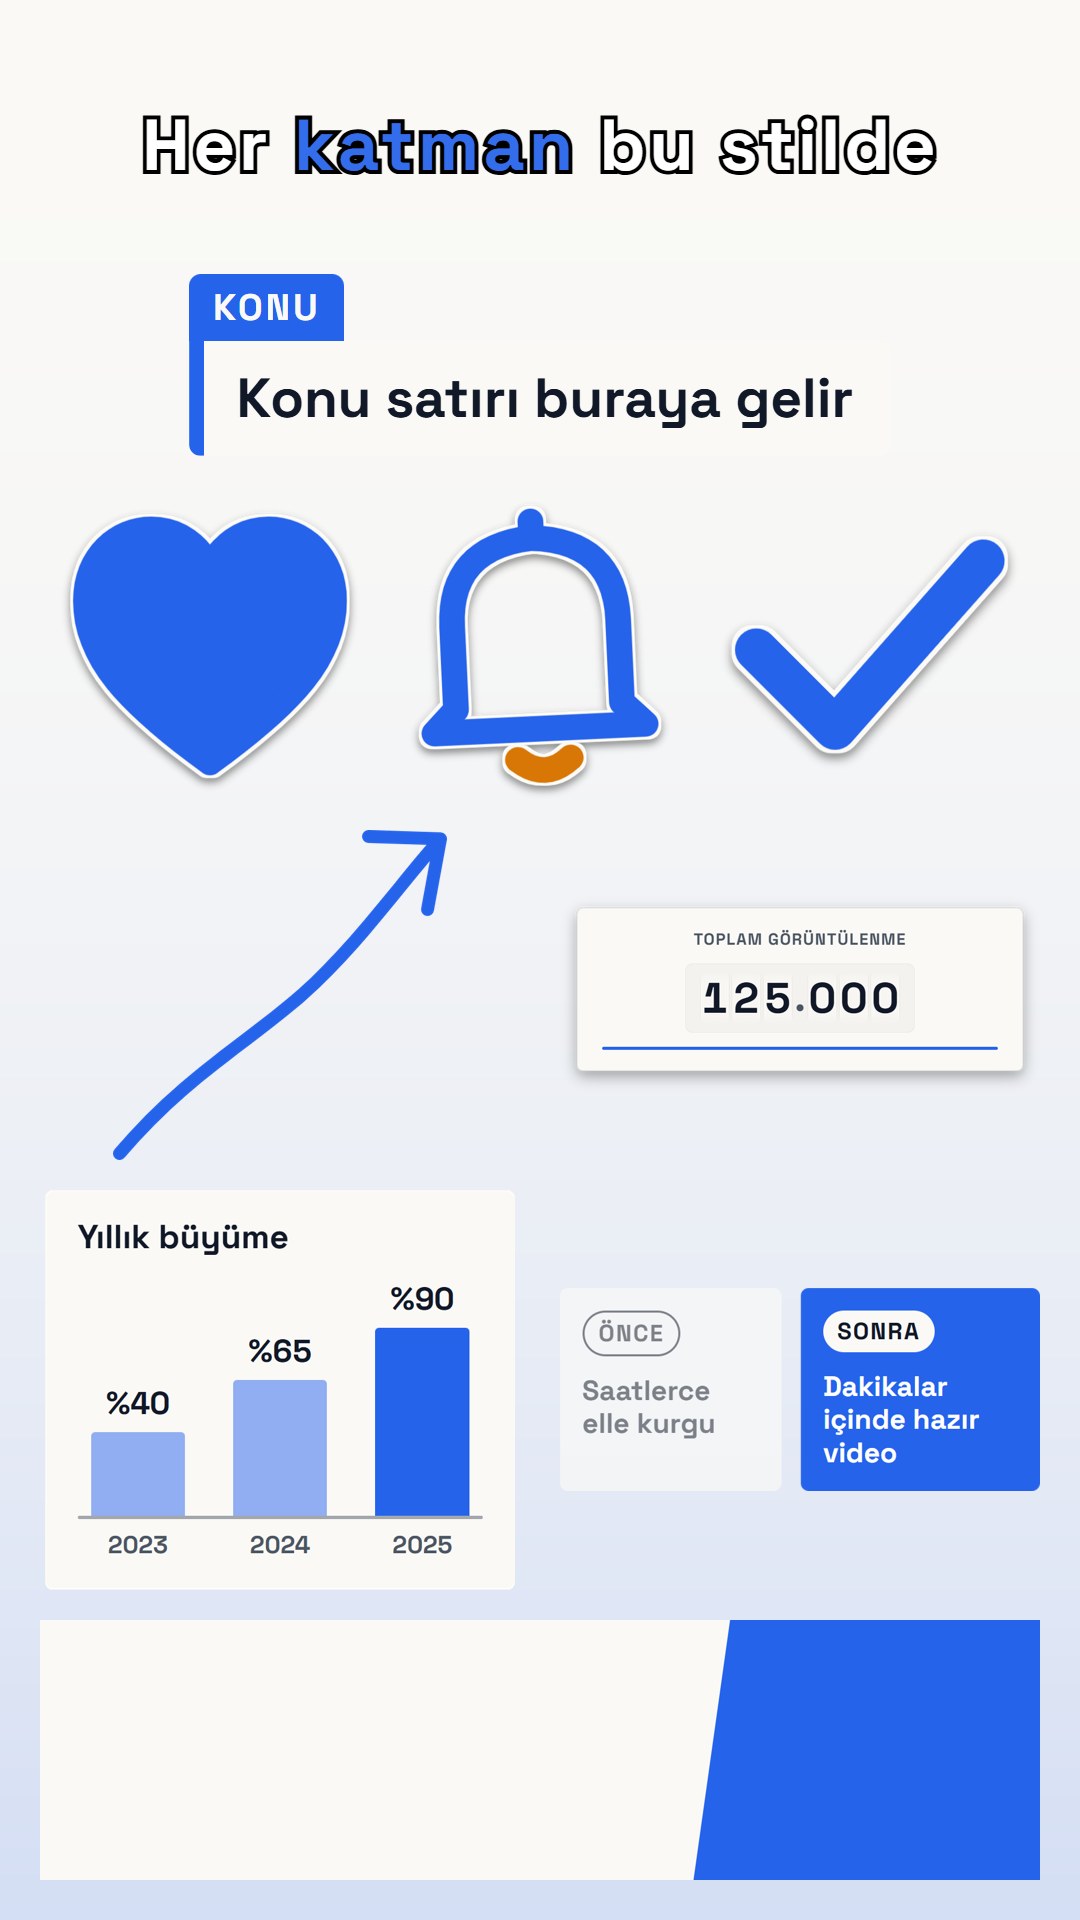 Her katman bu stilde
KONU
Konu satırı buraya gelir
TOPLAM GÖRÜNTÜLENME
125.000
Yıllık büyüme
%40
%65
%90
2023
2024
2025
ÖNCE
Saatlerce
elle kurgu
SONRA
Dakikalar
içinde hazır
video